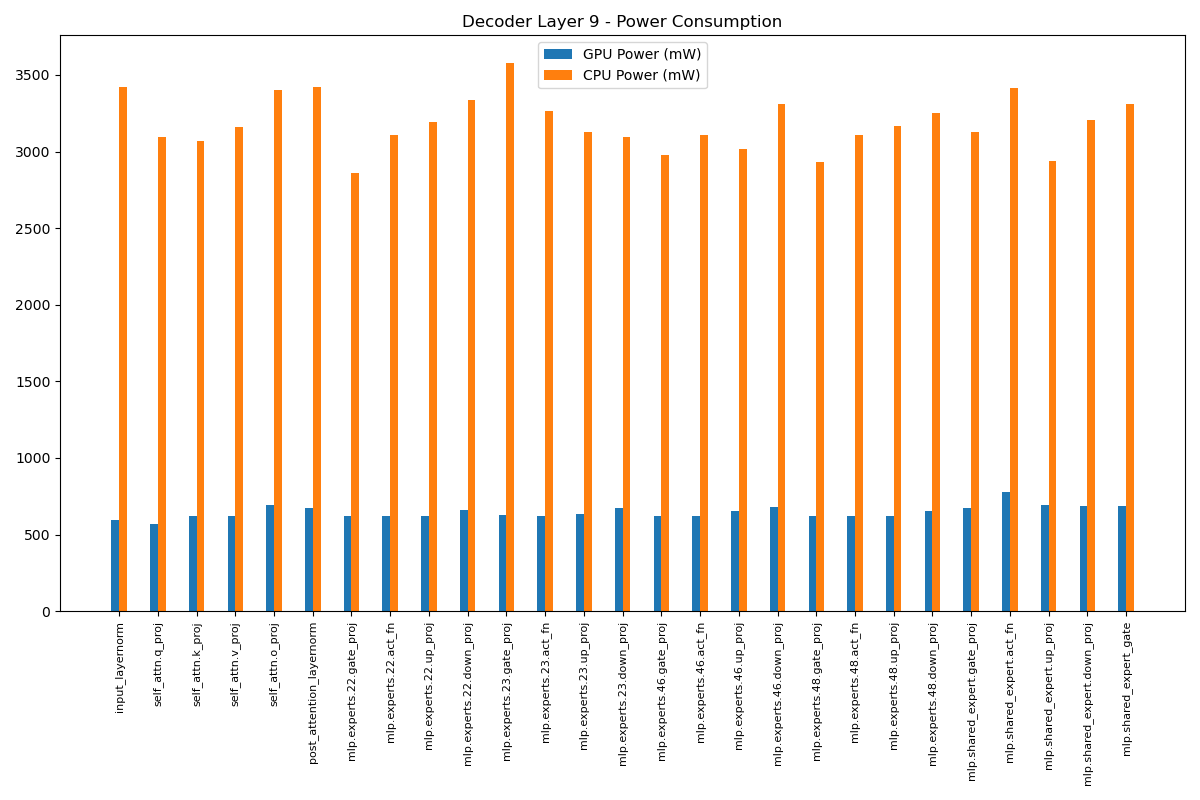 Decoder Layer 9 - Power Consumption
GPU Power (mW)
CPU Power (mW)
3500
3000
2500
2000
1500
1000
500
0
input_layernorm
self_attn.q_proj
self_attn.k_proj
self_attn.v_proj
self_attn.o_proj
post_attention_layernorm
mlp.experts.22.gate_proj
mlp.experts.22.act_fn
mlp.experts.22.up_proj
mlp.experts.22.down_proj
mlp.experts.23.gate_proj
mlp.experts.23.act_fn
mlp.experts.23.up_proj
mlp.experts.23.down_proj
mlp.experts.46.gate_proj
mlp.experts.46.act_fn
mlp.experts.46.up_proj
mlp.experts.46.down_proj
mlp.experts.48.gate_proj
mlp.experts.48.act_fn
mlp.experts.48.up_proj
mlp.experts.48.down_proj
mlp.shared_expert.gate_proj
mlp.shared_expert.act_fn
mlp.shared_expert.up_proj
mlp.shared_expert.down_proj
mlp.shared_expert_gate